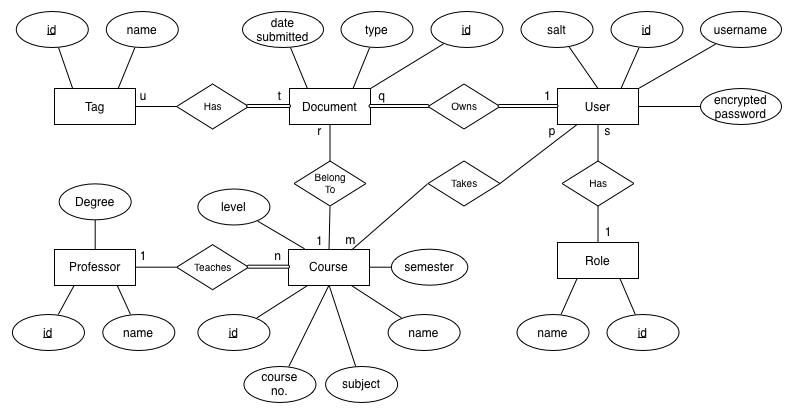 id
name
date
submitted
type
id
salt
id
username
Tag
u
Has
t
Document
q
Owns
1
User
encrypted
password
r
p
s
Belong
To
Takes
Has
Degree
level
1
m
1
Professor
1
Teaches
n
Course
semester
Role
id
name
id
name
name
id
course
no.
subject